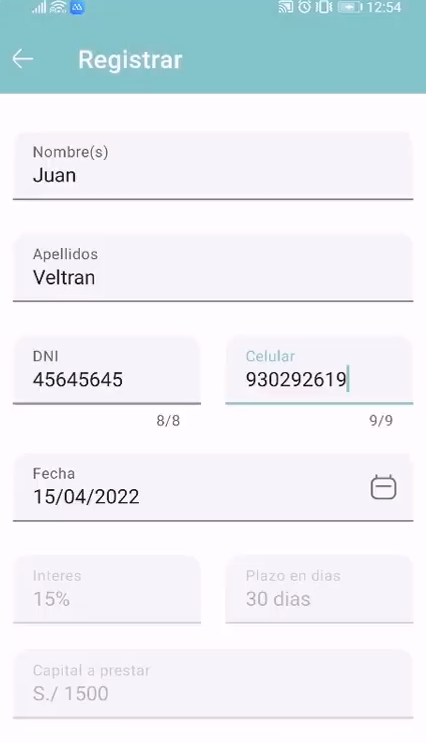 12:54
Registrar
Nombre(s)
Juan
Apellidos
Veltran
DNI
45645645
8/8
Celular
930292619
9/9
Fecha
15/04/2022
Interes
15%
Plazo en dias
30 dias
Capital a prestar
S./ 1500